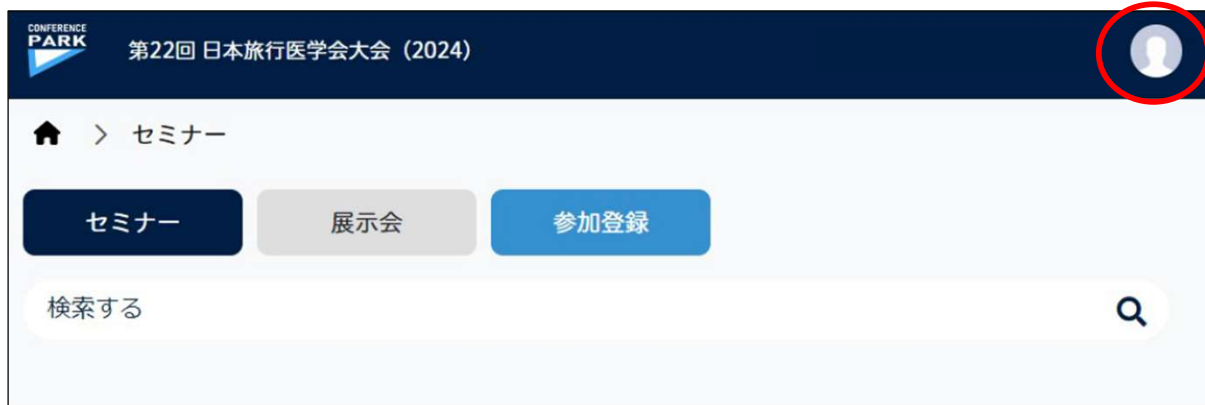 CONFERENCE
PARK
第22回 日本旅行医学会大会（2024）
> セミナー
セミナー 展示会 参加登録
検索する